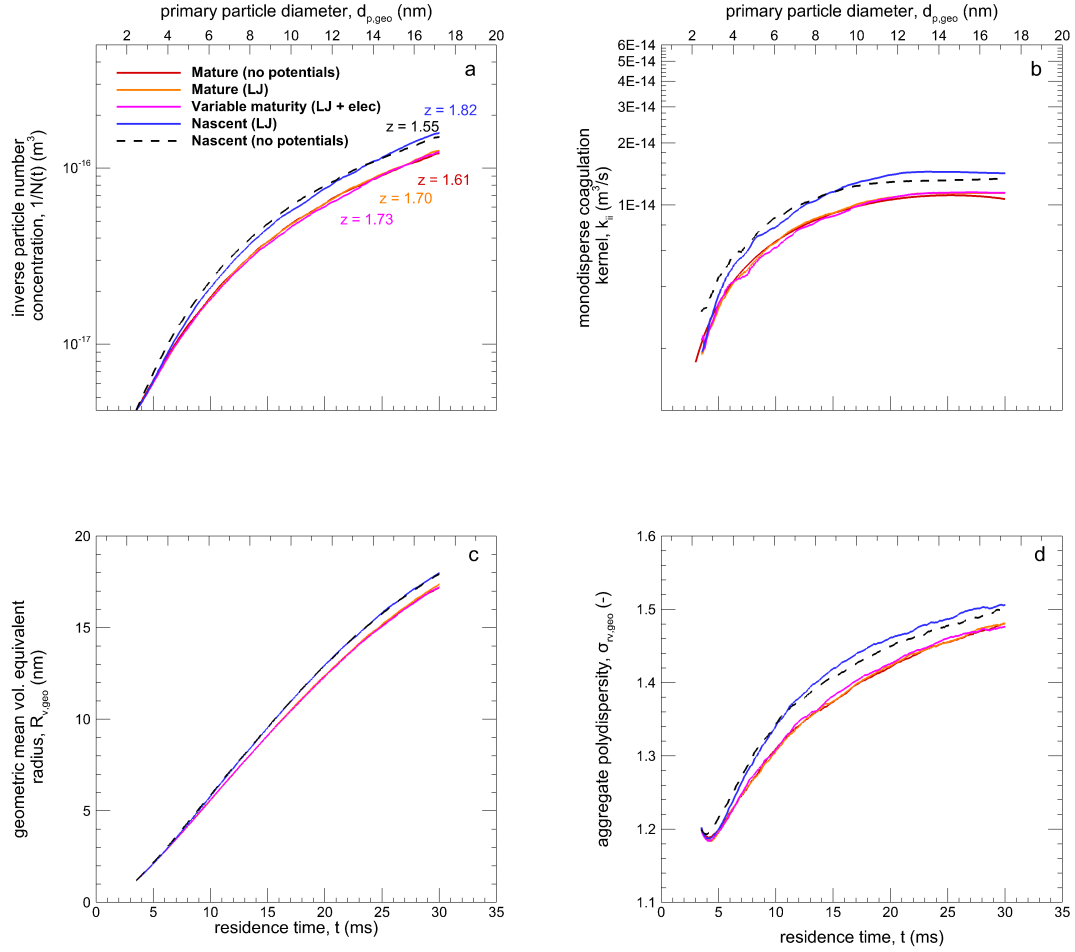 primary particle diameter, d_p,geo (nm)
2 4 6 8 10 12 14 16 18 20
a
Mature (no potentials)
Mature (LJ)
Variable maturity (LJ + elec)
Nascent (LJ)
Nascent (no potentials)
z = 1.82
z = 1.55
z = 1.61
z = 1.70
z = 1.73
10^-16
10^-17
inverse particle number
concentration, 1/N(t) (m^3)
primary particle diameter, d_p,geo (nm)
2 4 6 8 10 12 14 16 18 20
b
6E-14
5E-14
4E-14
3E-14
2E-14
1E-14
monodisperse coagulation
kernel, k_ii (m^3/s)
c
20
15
10
5
0
geometric mean vol. equivalent
radius, R_v,geo (nm)
0 5 10 15 20 25 30 35
residence time, t (ms)
d
1.6
1.5
1.4
1.3
1.2
1.1
aggregate polydispersity, σ_rv,geo (-)
0 5 10 15 20 25 30 35
residence time, t (ms)